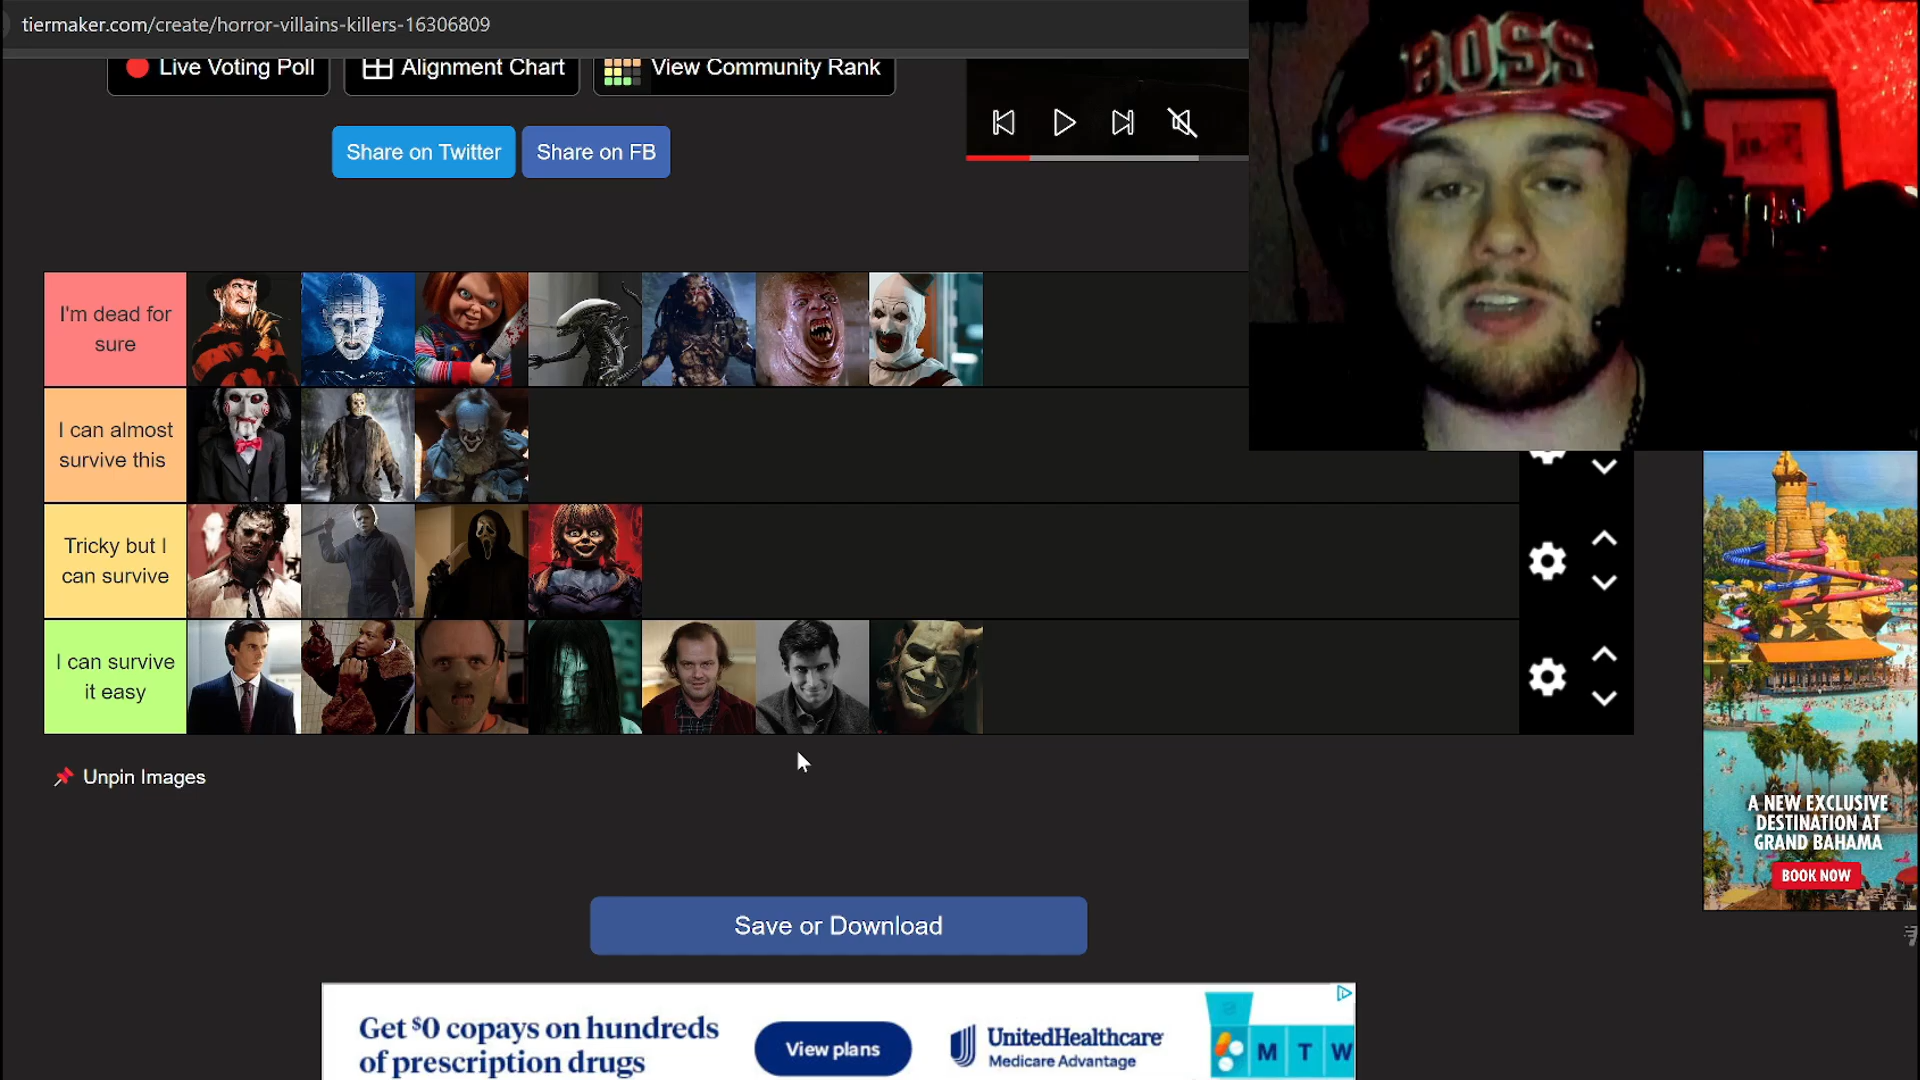 tiermaker.com/create/horror-villains-killers-16306809
Live Voting Poll
Alignment Chart
View Community Rank
Share on Twitter
Share on FB
BOSS
BOSS
I'm dead for
sure
I can almost
survive this
Tricky but I
can survive
I can survive
it easy
Unpin Images
A NEW EXCLUSIVE
DESTINATION AT
GRAND BAHAMA
BOOK NOW
Save or Download
Get $0 copays on hundreds
of prescription drugs
View plans
UnitedHealthcare
Medicare Advantage
M T W